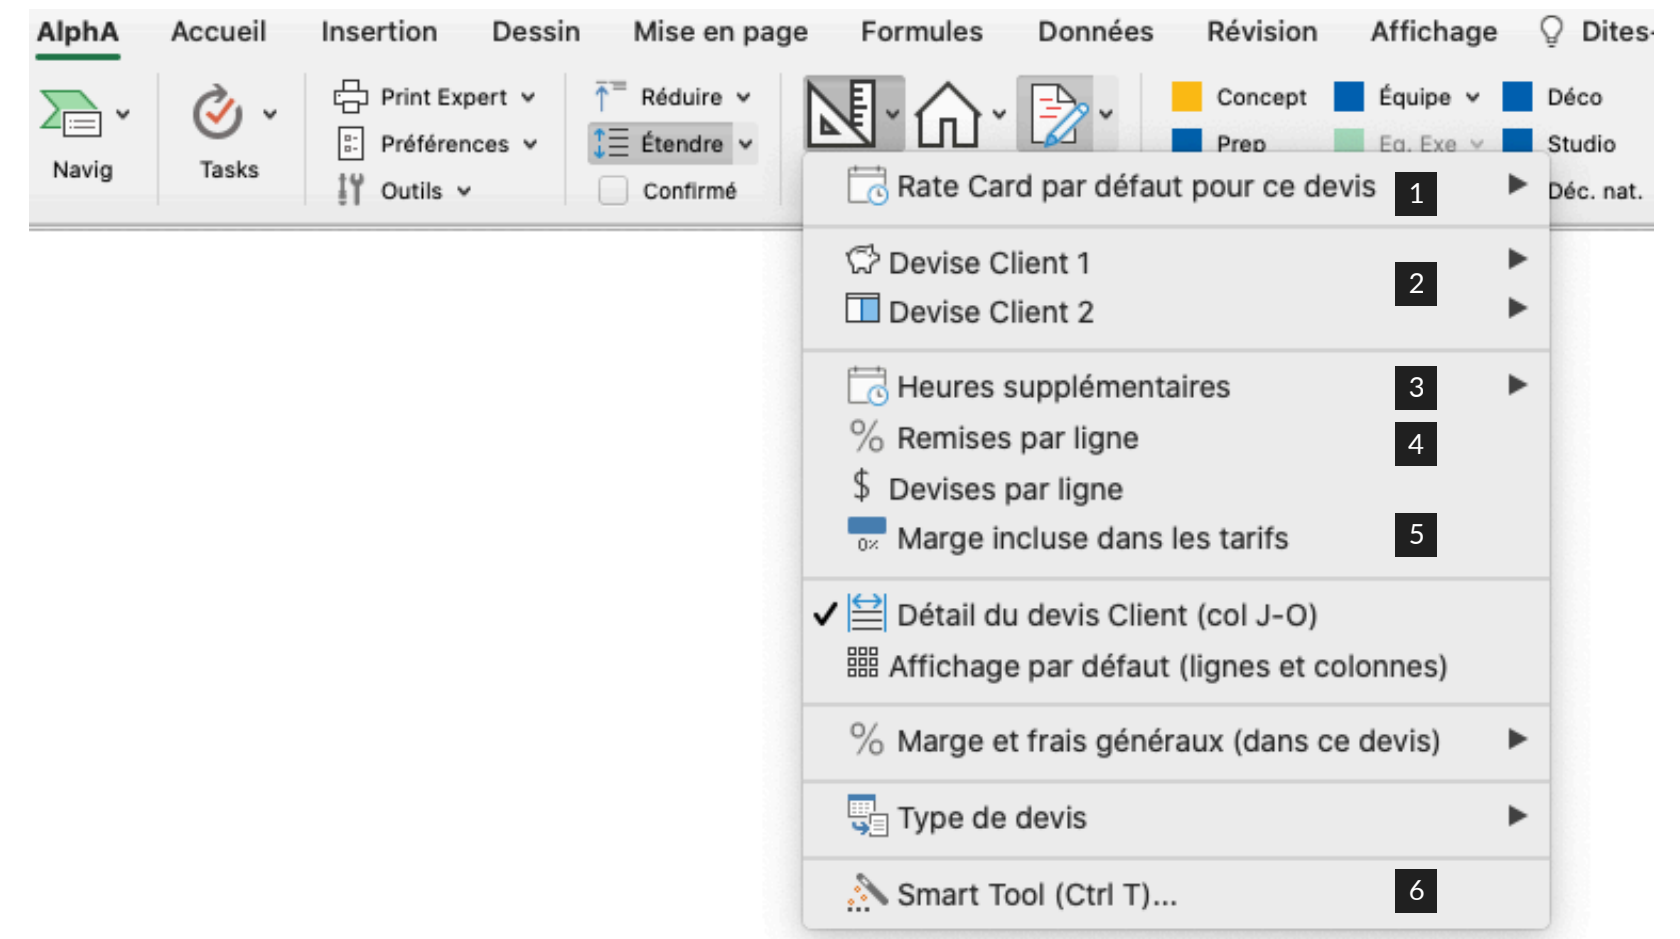 AlphA Accueil Insertion Dessin Mise en page Formules Données Révision Affichage Dites-
Print Expert Réduire Concept Équipe Déco
Préférences Étendre Prep Eq. Exe Studio
Navig Tasks Outils Confirmé Déc. nat.
Rate Card par défaut pour ce devis 1
Devise Client 1
2
Devise Client 2
Heures supplémentaires 3
% Remises par ligne 4
$ Devises par ligne
0% Marge incluse dans les tarifs 5
Détail du devis Client (col J-O)
Affichage par défaut (lignes et colonnes)
% Marge et frais généraux (dans ce devis)
Type de devis
Smart Tool (Ctrl T)... 6